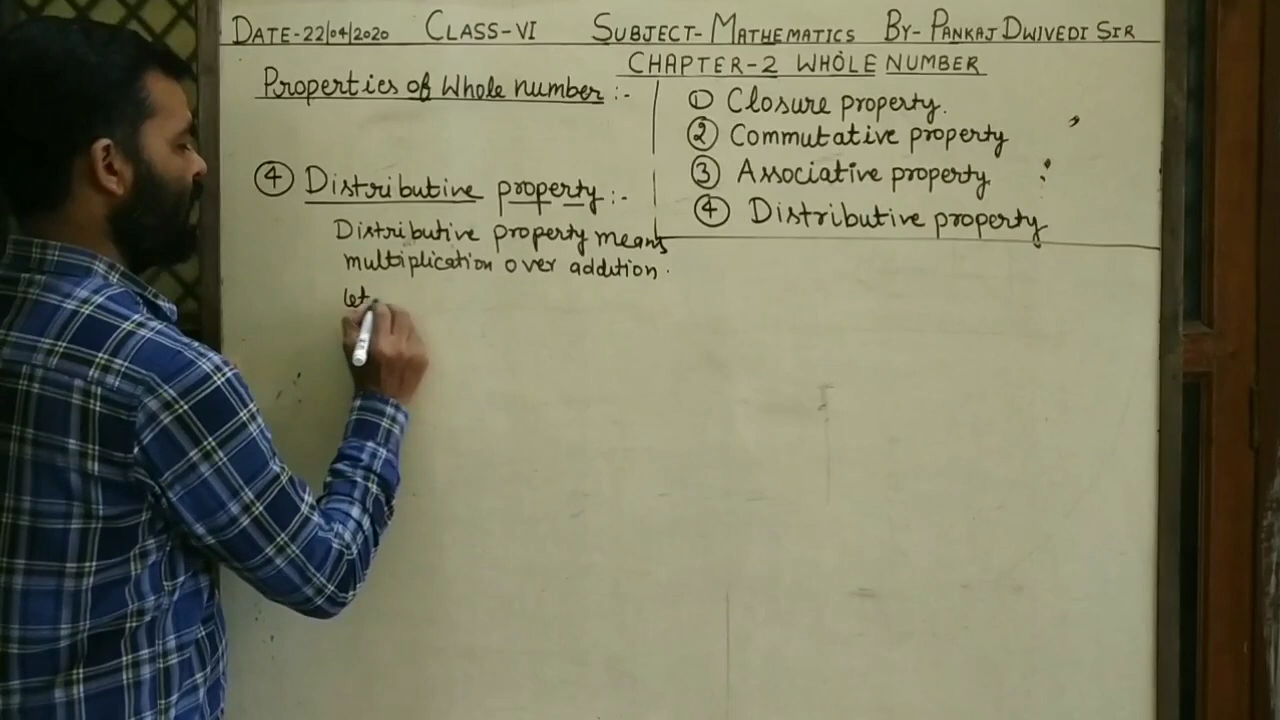 DATE-22/04/2020 CLASS-VI SUBJECT-MATHEMATICS BY-PANKAJ DWIVEDI SIR
CHAPTER-2 WHOLE NUMBER
Properties of Whole number :-
① Closure property.
② Commutative property
③ Associative property
④ Distributive property
④ Distributive property :-
Distributive property means
multiplication over addition.
let